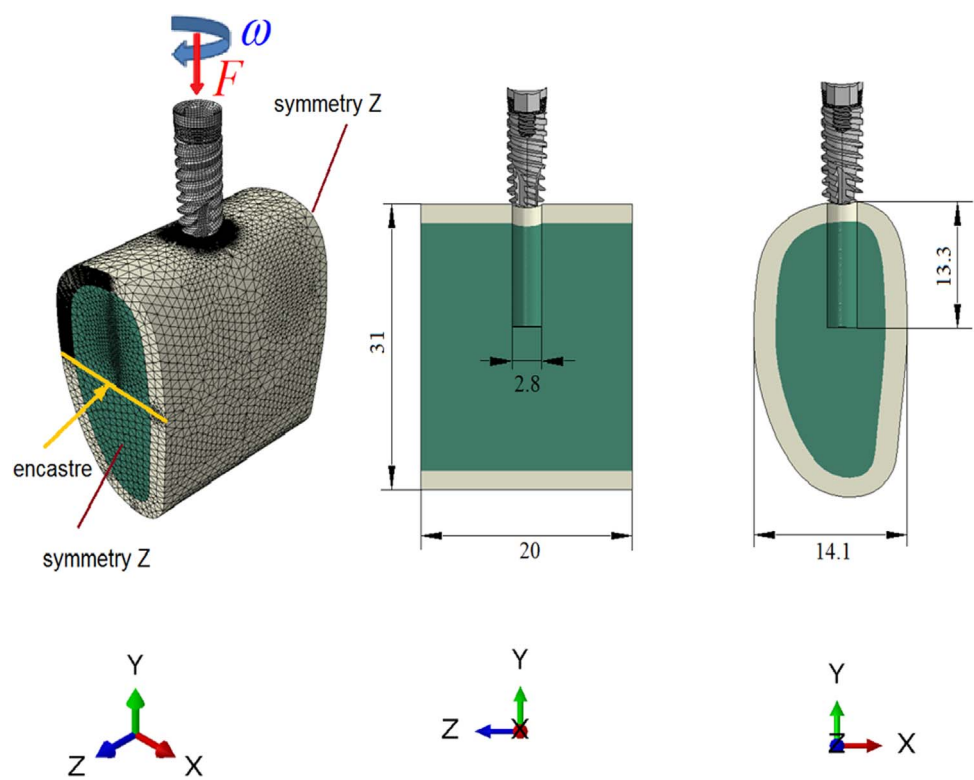 ω
F
symmetry Z
encastre
symmetry Z
31
2.8
20
13.3
14.1
Y
Z
X
Y
Z
X
Y
Z
X